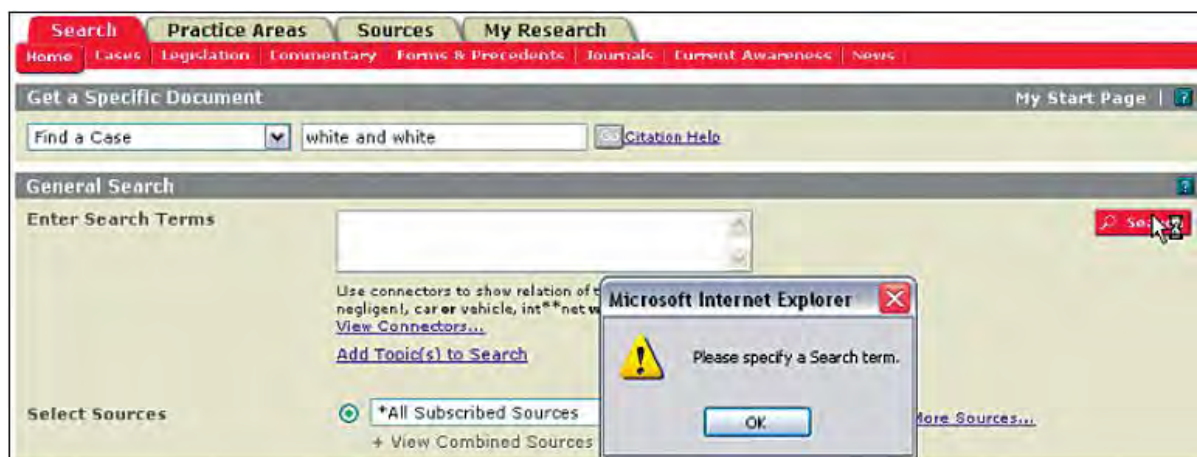 Search Practice Areas Sources My Research
Home Cases Legislation Commentary Forms & Precedents Journals Current Awareness News
Get a Specific Document My Start Page | ?
Find a Case white and white Citation Help
General Search ?
Enter Search Terms
Use connectors to show relation of
negligen!, car or vehicle, int**net
View Connectors...
Add Topic(s) to Search
Microsoft Internet Explorer
Please specify a Search term.
OK
Select Sources *All Subscribed Sources More Sources...
+ View Combined Sources